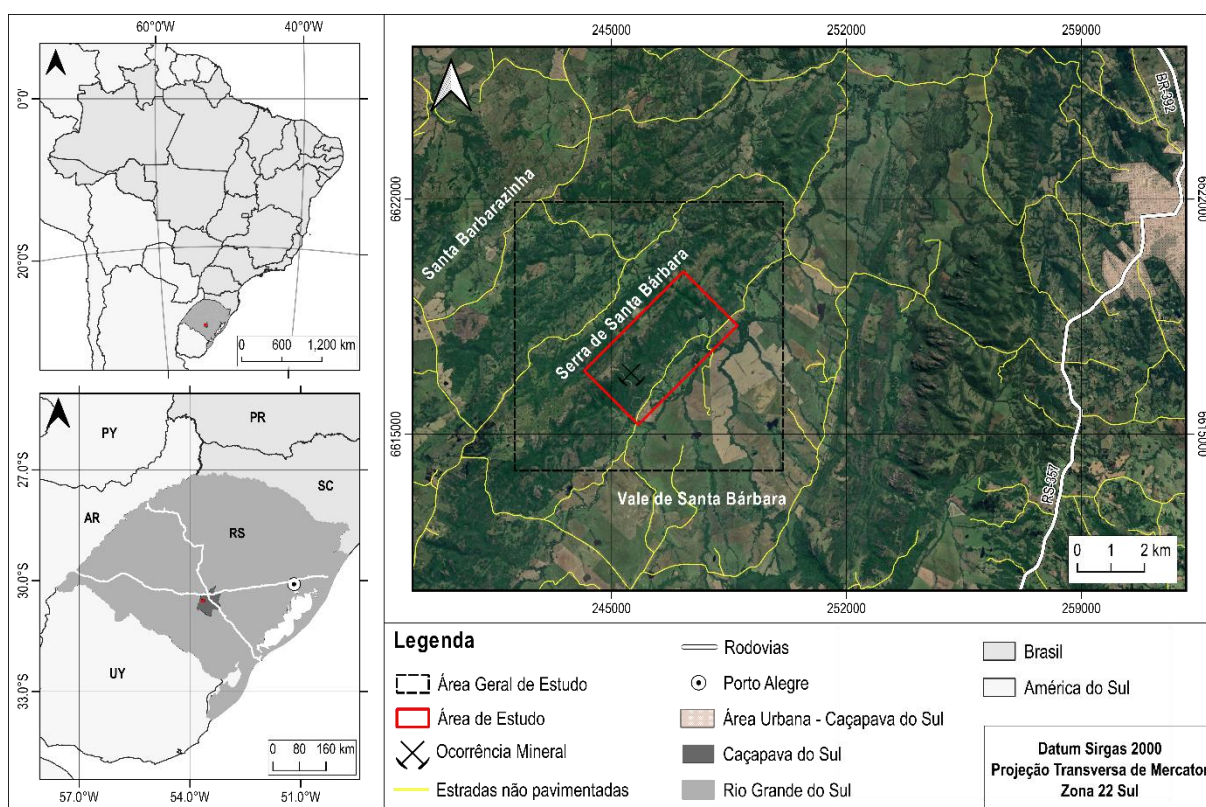 60°0'W
40°0'W
0°0'
20°0'S
0 600 1,200 km
PY
PR
27.0°S
SC
AR
RS
30.0°S
UY
33.0°S
0 80 160 km
57.0°W
54.0°W
51.0°W
245000
252000
259000
BR-392
6622000
6622000
Santa Barbarazinha
Serra de Santa Bárbara
6615000
6615000
Vale de Santa Bárbara
RS-357
0 1 2 km
245000
252000
259000
Legenda
Área Geral de Estudo
Área de Estudo
Ocorrência Mineral
Estradas não pavimentadas
Rodovias
Porto Alegre
Área Urbana - Caçapava do Sul
Caçapava do Sul
Rio Grande do Sul
Brasil
América do Sul
Datum Sirgas 2000
Projeção Transversa de Mercator
Zona 22 Sul